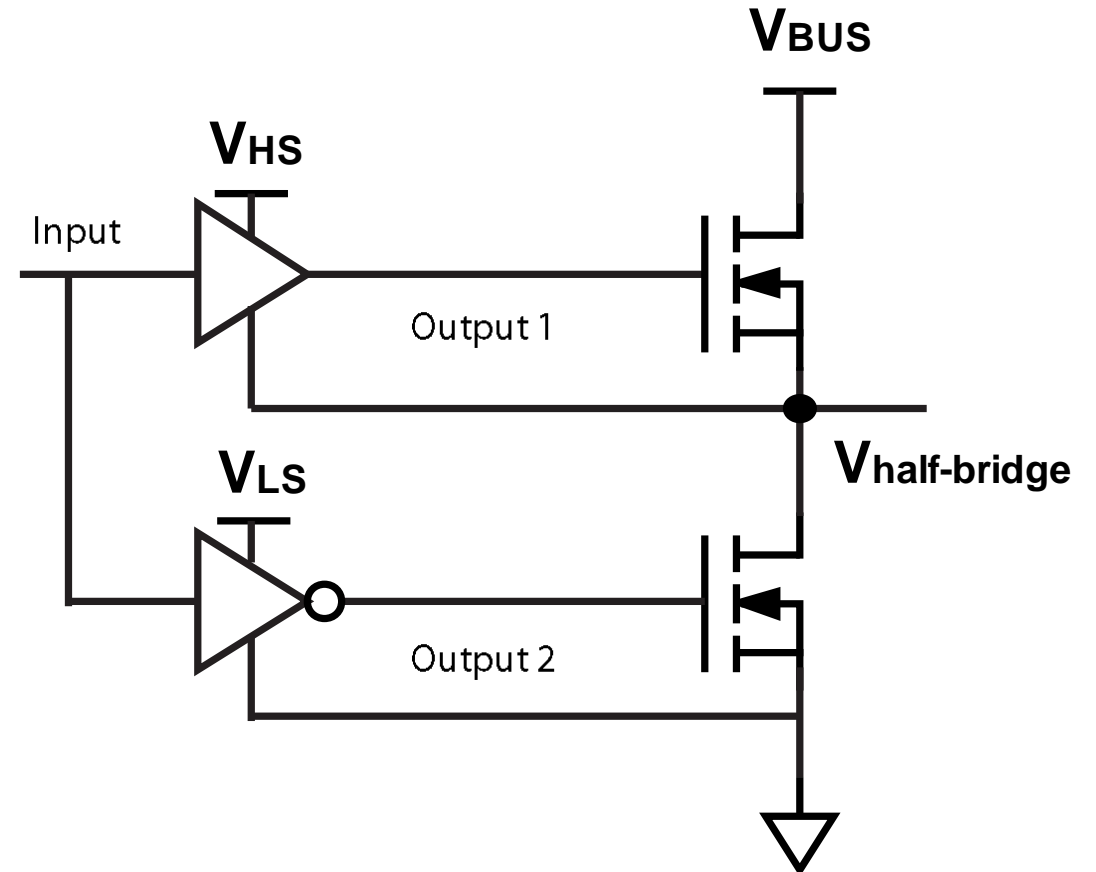 VBUS
VHS
Input
Output 1
VLS
Vhalf-bridge
Output 2